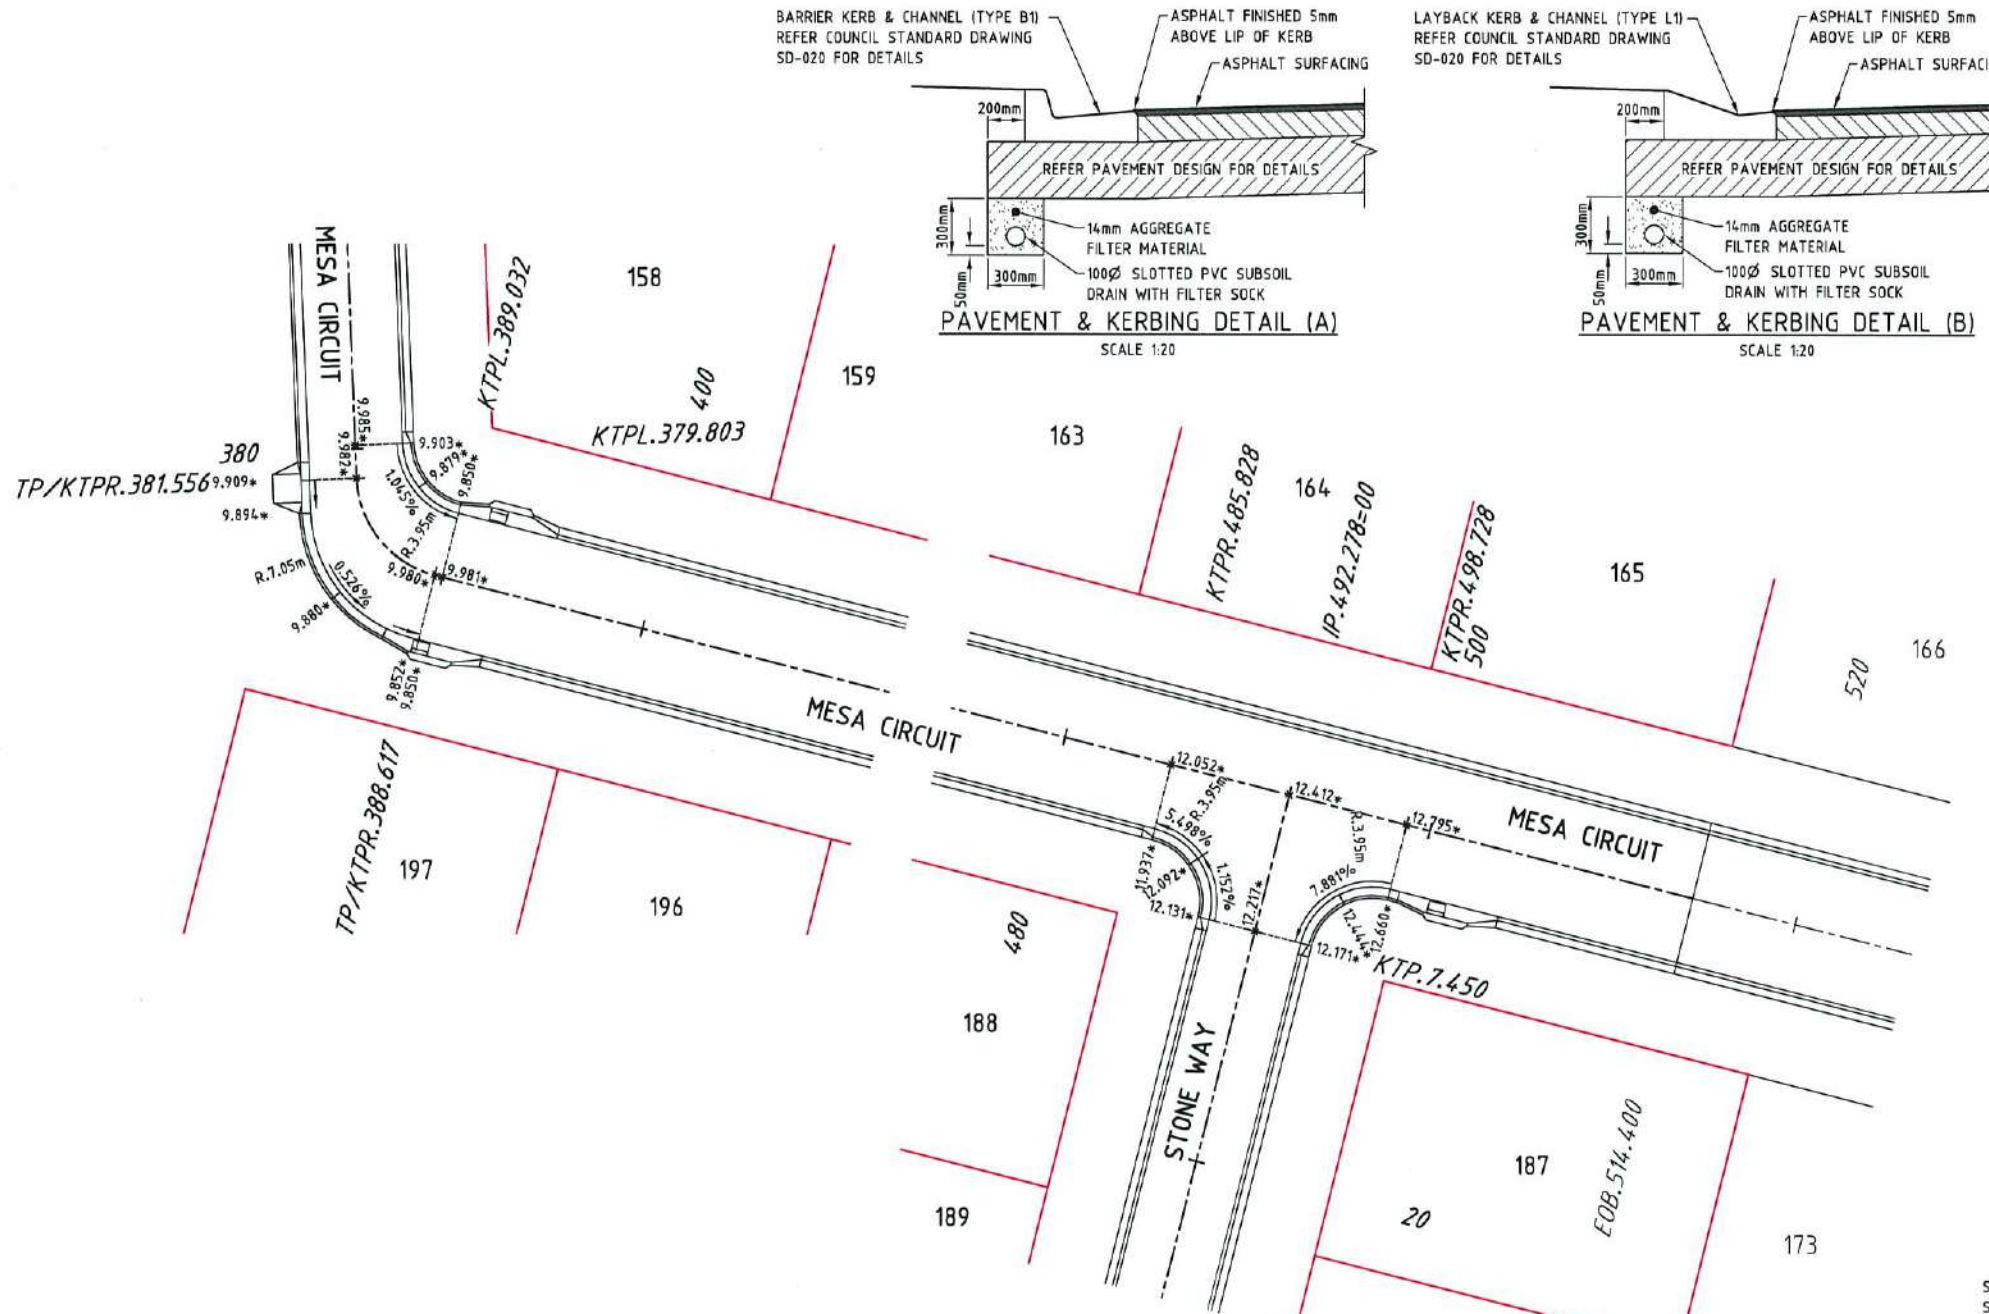 BARRIER KERB & CHANNEL (TYPE B1)
REFER COUNCIL STANDARD DRAWING
SD-020 FOR DETAILS
ASPHALT FINISHED 5mm
ABOVE LIP OF KERB
ASPHALT SURFACING
200mm
REFER PAVEMENT DESIGN FOR DETAILS
300mm
50mm
300mm
14mm AGGREGATE
FILTER MATERIAL
100Ø SLOTTED PVC SUBSOIL
DRAIN WITH FILTER SOCK
PAVEMENT & KERBING DETAIL (A)
SCALE 1:20
LAYBACK KERB & CHANNEL (TYPE L1)
REFER COUNCIL STANDARD DRAWING
SD-020 FOR DETAILS
ASPHALT FINISHED 5mm
ABOVE LIP OF KERB
ASPHALT SURFACI
200mm
REFER PAVEMENT DESIGN FOR DETAILS
300mm
50mm
300mm
14mm AGGREGATE
FILTER MATERIAL
100Ø SLOTTED PVC SUBSOIL
DRAIN WITH FILTER SOCK
PAVEMENT & KERBING DETAIL (B)
SCALE 1:20
MESA CIRCUIT
KTPL.389.032
158
400
KTPL.379.803
159
380
TP/KTPR.381.556
9.909*
9.894*
9.985*
9.982*
9.903*
9.879*
9.850*
1.045%
R.3.95m
9.980*
9.981*
R.7.05m
0.526%
9.880*
9.852*
9.850*
TP/KTPR.388.617
197
196
MESA CIRCUIT
163
KTPR.485.828
164
IP.492.278=00
KTPR.498.728
500
165
520
166
12.052*
R.3.95m
5.498%
11.937*
12.092*
12.131*
1.152%
12.217*
12.412*
R.3.95m
12.795*
7.881%
12.444*
12.660*
12.171*
KTP.7.450
MESA CIRCUIT
480
188
189
STONE WAY
187
20
EOB.514.400
173
S
S